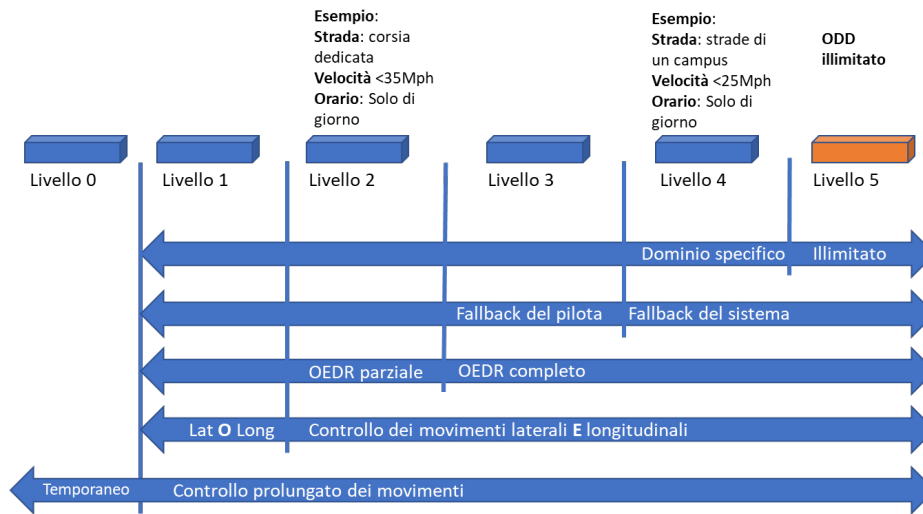 Esempio:
Strada: corsia
dedicata
Velocità <35Mph
Orario: Solo di
giorno
Esempio:
Strada: strade di
un campus
Velocità <25Mph
Orario: Solo di
giorno
ODD
illimitato
Livello 0
Livello 1
Livello 2
Livello 3
Livello 4
Livello 5
Dominio specifico
Illimitato
Fallback del pilota
Fallback del sistema
OEDR parziale
OEDR completo
Lat O Long
Controllo dei movimenti laterali E longitudinali
Temporaneo
Controllo prolungato dei movimenti